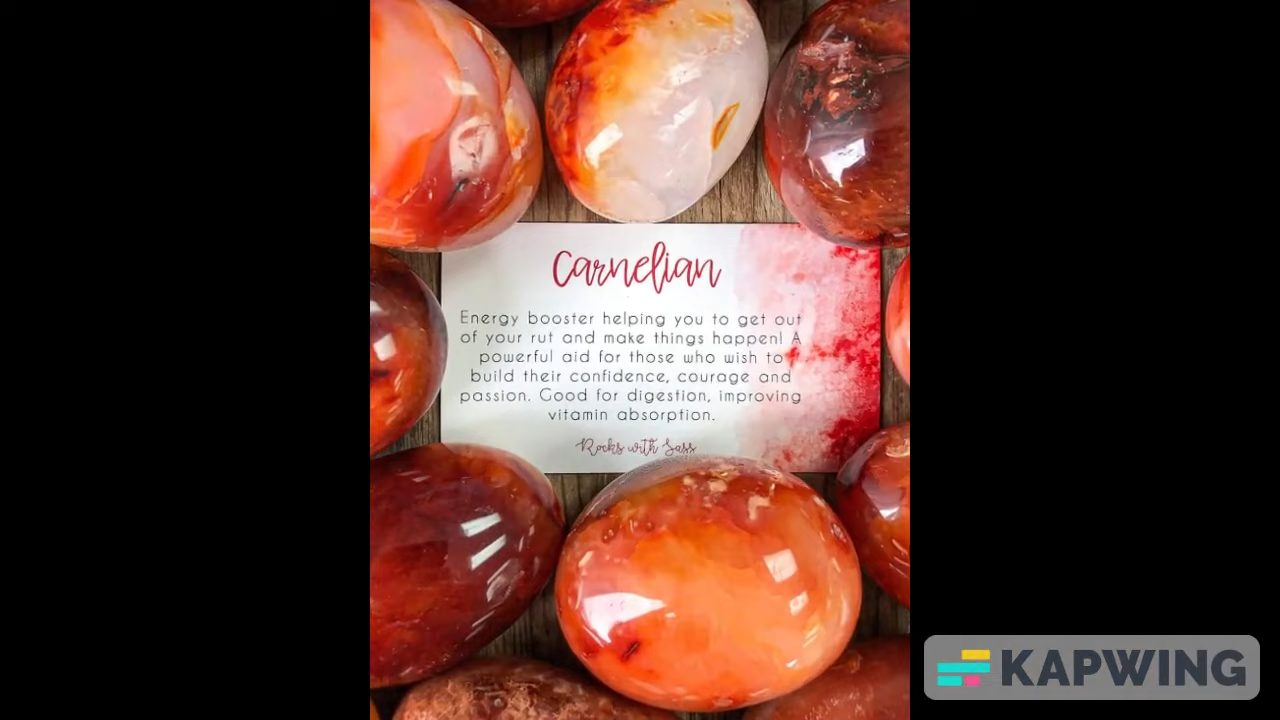 Carnelian
Energy booster helping you to get out
of your rut and make things happen! A
powerful aid for those who wish to
build their confidence, courage and
passion. Good for digestion, improving
vitamin absorption.
Rocks with Sass
KAPWING